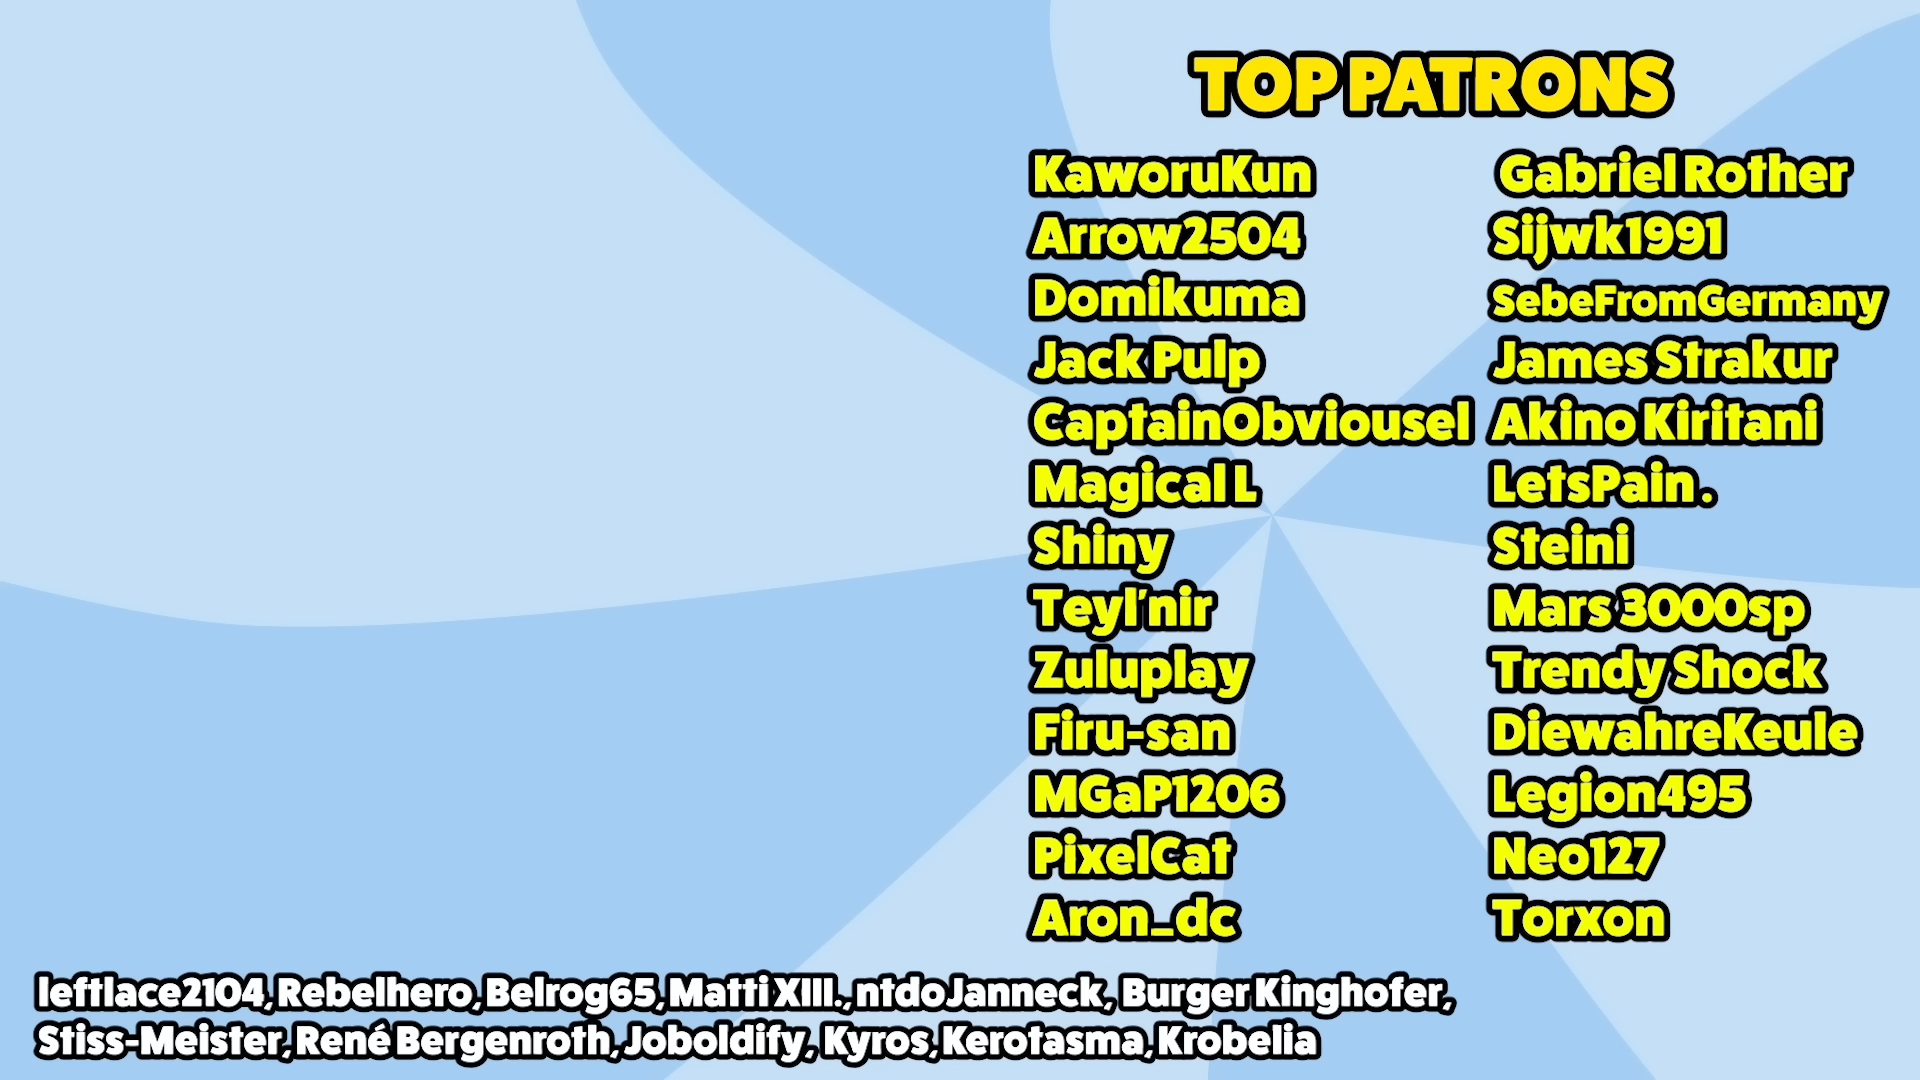 TOP PATRONS
KaworuKun
Arrow2504
Domikuma
Jack Pulp
CaptainObviousel
Magical L
Shiny
Teyl'nir
Zuluplay
Firu-san
MGaP1206
PixelCat
Aron_dc
Gabriel Rother
Sijwk1991
SebeFromGermany
James Strakur
Akino Kiritani
LetsPain .
Steini
Mars 3000sp
Trendy Shock
DiewahreKeule
Legion495
Neo127
Torxon
leftlace2104, Rebelhero, Belrog65, Matti XIII., ntdoJanneck, Burger Kinghofer,
Stiss-Meister, René Bergenroth, Joboldify, Kyros, Kerotasma, Krobelia